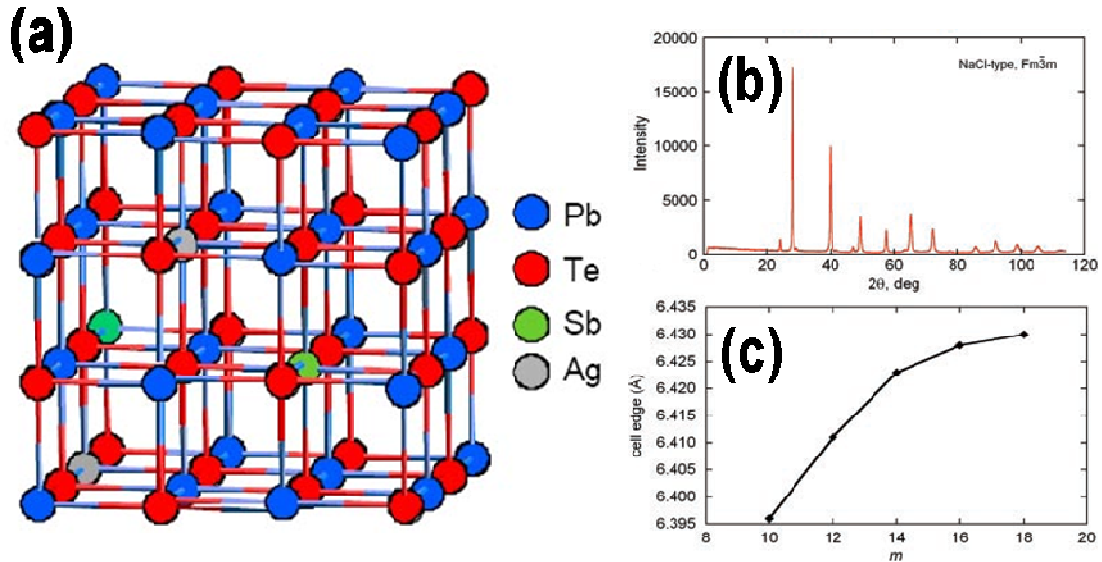 (a)
Pb
Te
Sb
Ag
(b)
NaCl-type, Fm3̄m
20000
15000
10000
5000
0
Intensity
0 20 40 60 80 100 120
2θ, deg
(c)
6.435
6.430
6.425
6.420
6.415
6.410
6.405
6.400
6.395
cell edge (Å)
8 10 12 14 16 18 20
m